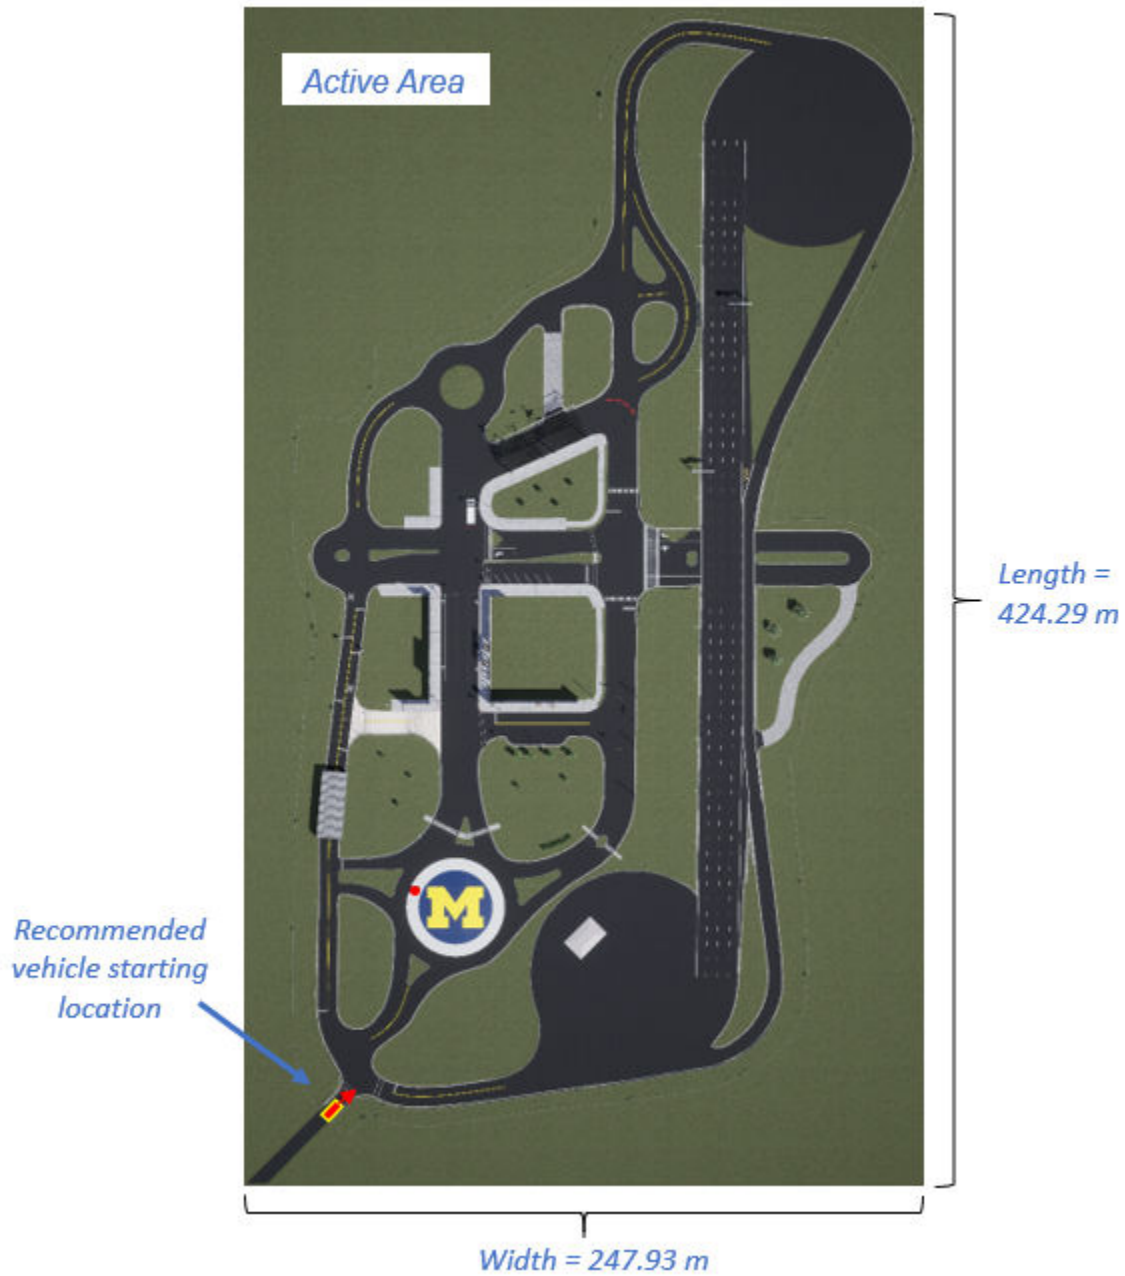 Active Area
Length =
424.29 m
M
Recommended
vehicle starting
location
Width = 247.93 m